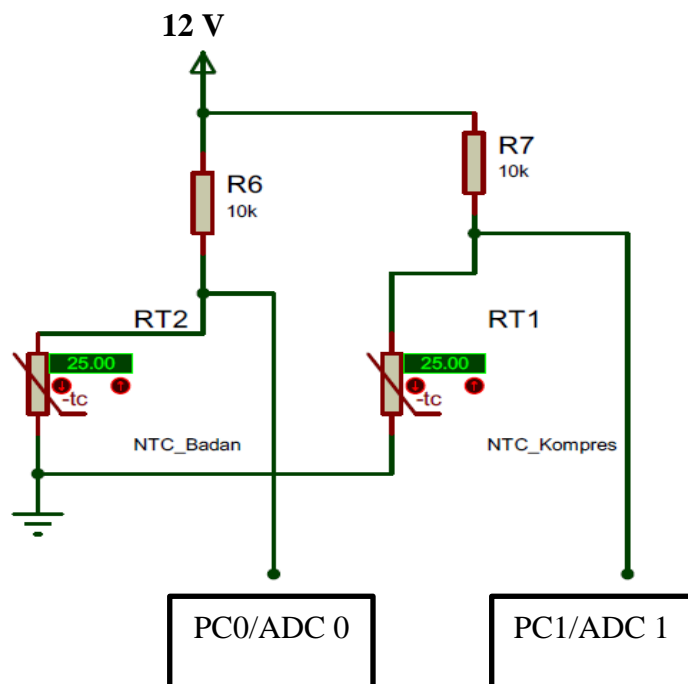 12 V
R7
10k
R6
10k
RT2
RT1
25.00
25.00
-tc
-tc
NTC_Badan
NTC_Kompres
PC0/ADC 0
PC1/ADC 1